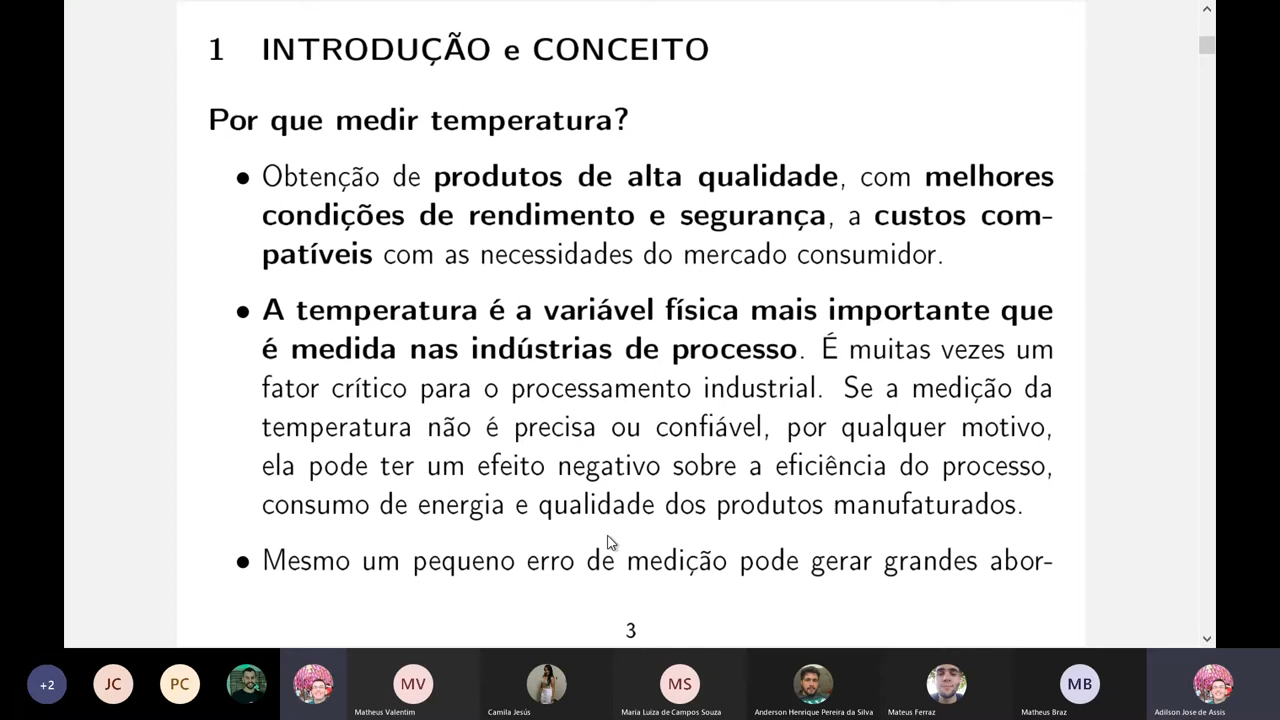 1 INTRODUÇÃO e CONCEITO
Por que medir temperatura?
• Obtenção de produtos de alta qualidade, com melhores
condições de rendimento e segurança, a custos com-
patíveis com as necessidades do mercado consumidor.
• A temperatura é a variável física mais importante que
é medida nas indústrias de processo. É muitas vezes um
fator crítico para o processamento industrial. Se a medição da
temperatura não é precisa ou confiável, por qualquer motivo,
ela pode ter um efeito negativo sobre a eficiência do processo,
consumo de energia e qualidade dos produtos manufaturados.
• Mesmo um pequeno erro de medição pode gerar grandes abor-
3
+2 JC PC MV MS MB
Matheus Valentim Camila Jesús Maria Luiza de Campos Souza Anderson Henrique Pereira da Silva Mateus Ferraz Matheus Braz Adilson Jose de Assis